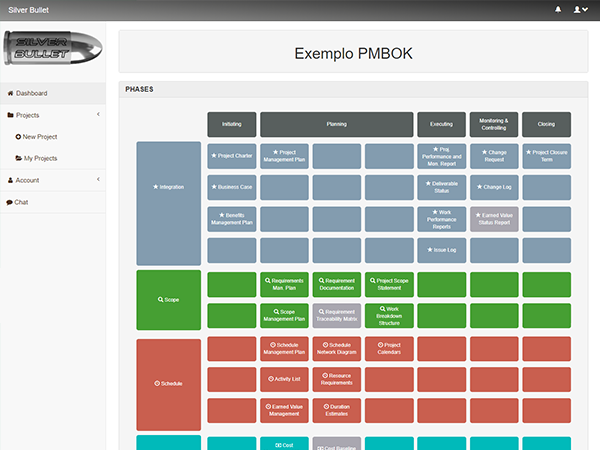 Silver Bullet
SILVER
BULLET
Dashboard
Projects
New Project
My Projects
Account
Chat
Exemplo PMBOK
PHASES
Initiating
Planning
Executing
Monitoring &
Controlling
Closing
Integration
Project Charter
Project
Management Plan
Proj.
Performance and
Mon. Report
Change
Request
Project Closure
Term
Business Case
Deliverable
Status
Change Log
Benefits
Management Plan
Work
Performance
Reports
Earned Value
Status Report
Issue Log
Scope
Requirements
Man. Plan
Requirement
Documentation
Project Scope
Statement
Scope
Management Plan
Requirement
Traceability Matrix
Work
Breakdown
Structure
Schedule
Schedule
Management Plan
Schedule
Network Diagram
Project
Calendars
Activity List
Resource
Requirements
Earned Value
Management
Duration
Estimates
Cost
Cost Baseline